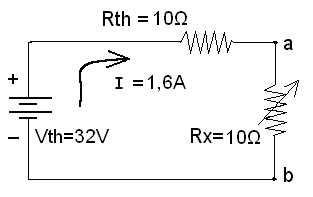 Rth = 10Ω
a
+
I = 1,6A
– Vth=32V
Rx=10Ω
b